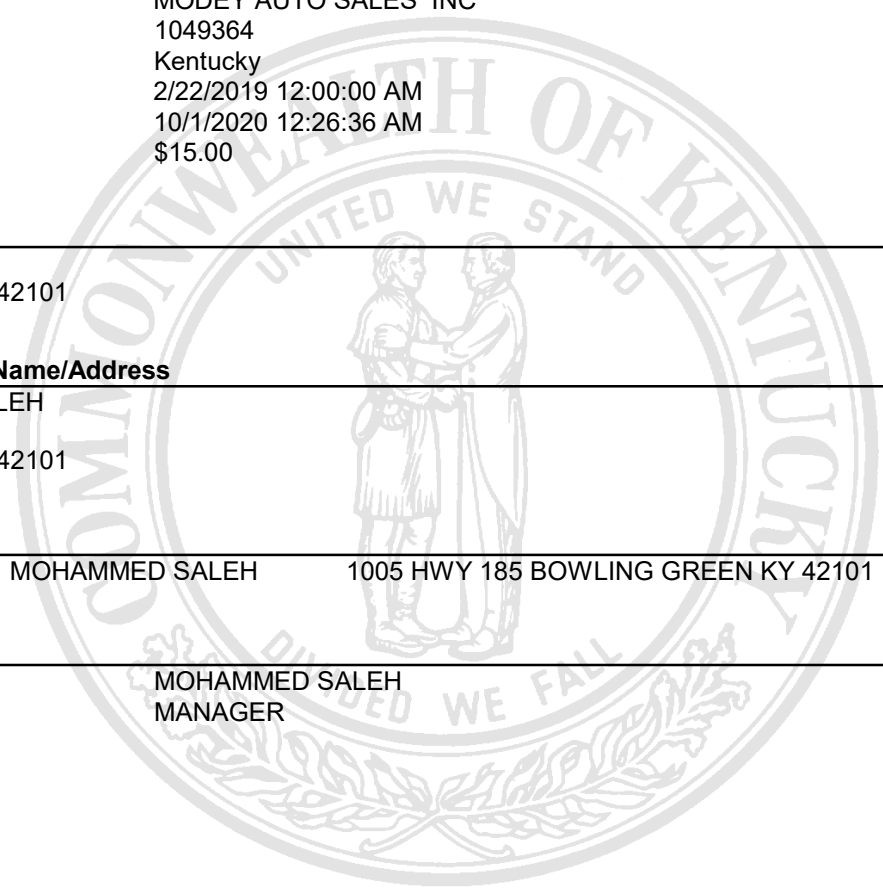 MODEY AUTO SALES INC
1049364
Kentucky
2/22/2019 12:00:00 AM
10/1/2020 12:26:36 AM
$15.00
COMMONWEALTH OF KENTUCKY
UNITED WE STAND
42101
Name/Address
LEH
42101
MOHAMMED SALEH 1005 HWY 185 BOWLING GREEN KY 42101
DIVIDED WE FALL
MOHAMMED SALEH
MANAGER